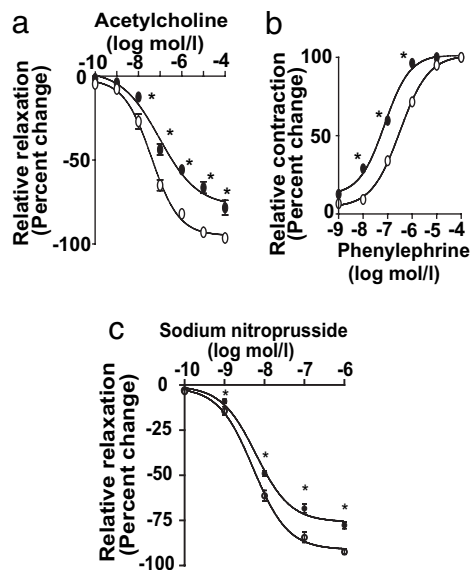 a
Acetylcholine
(log mol/l)
-10 -8 -6 -4
0
-50
-100
Relative relaxation
(Percent change)
* * * * *
b
100
50
0
Relative contraction
(Percent change)
* * *
-9 -8 -7 -6 -5 -4
Phenylephrine
(log mol/l)
c
Sodium nitroprusside
(log mol/l)
-10 -9 -8 -7 -6
0
-25
-50
-75
-100
Relative relaxation
(Percent change)
* * * *